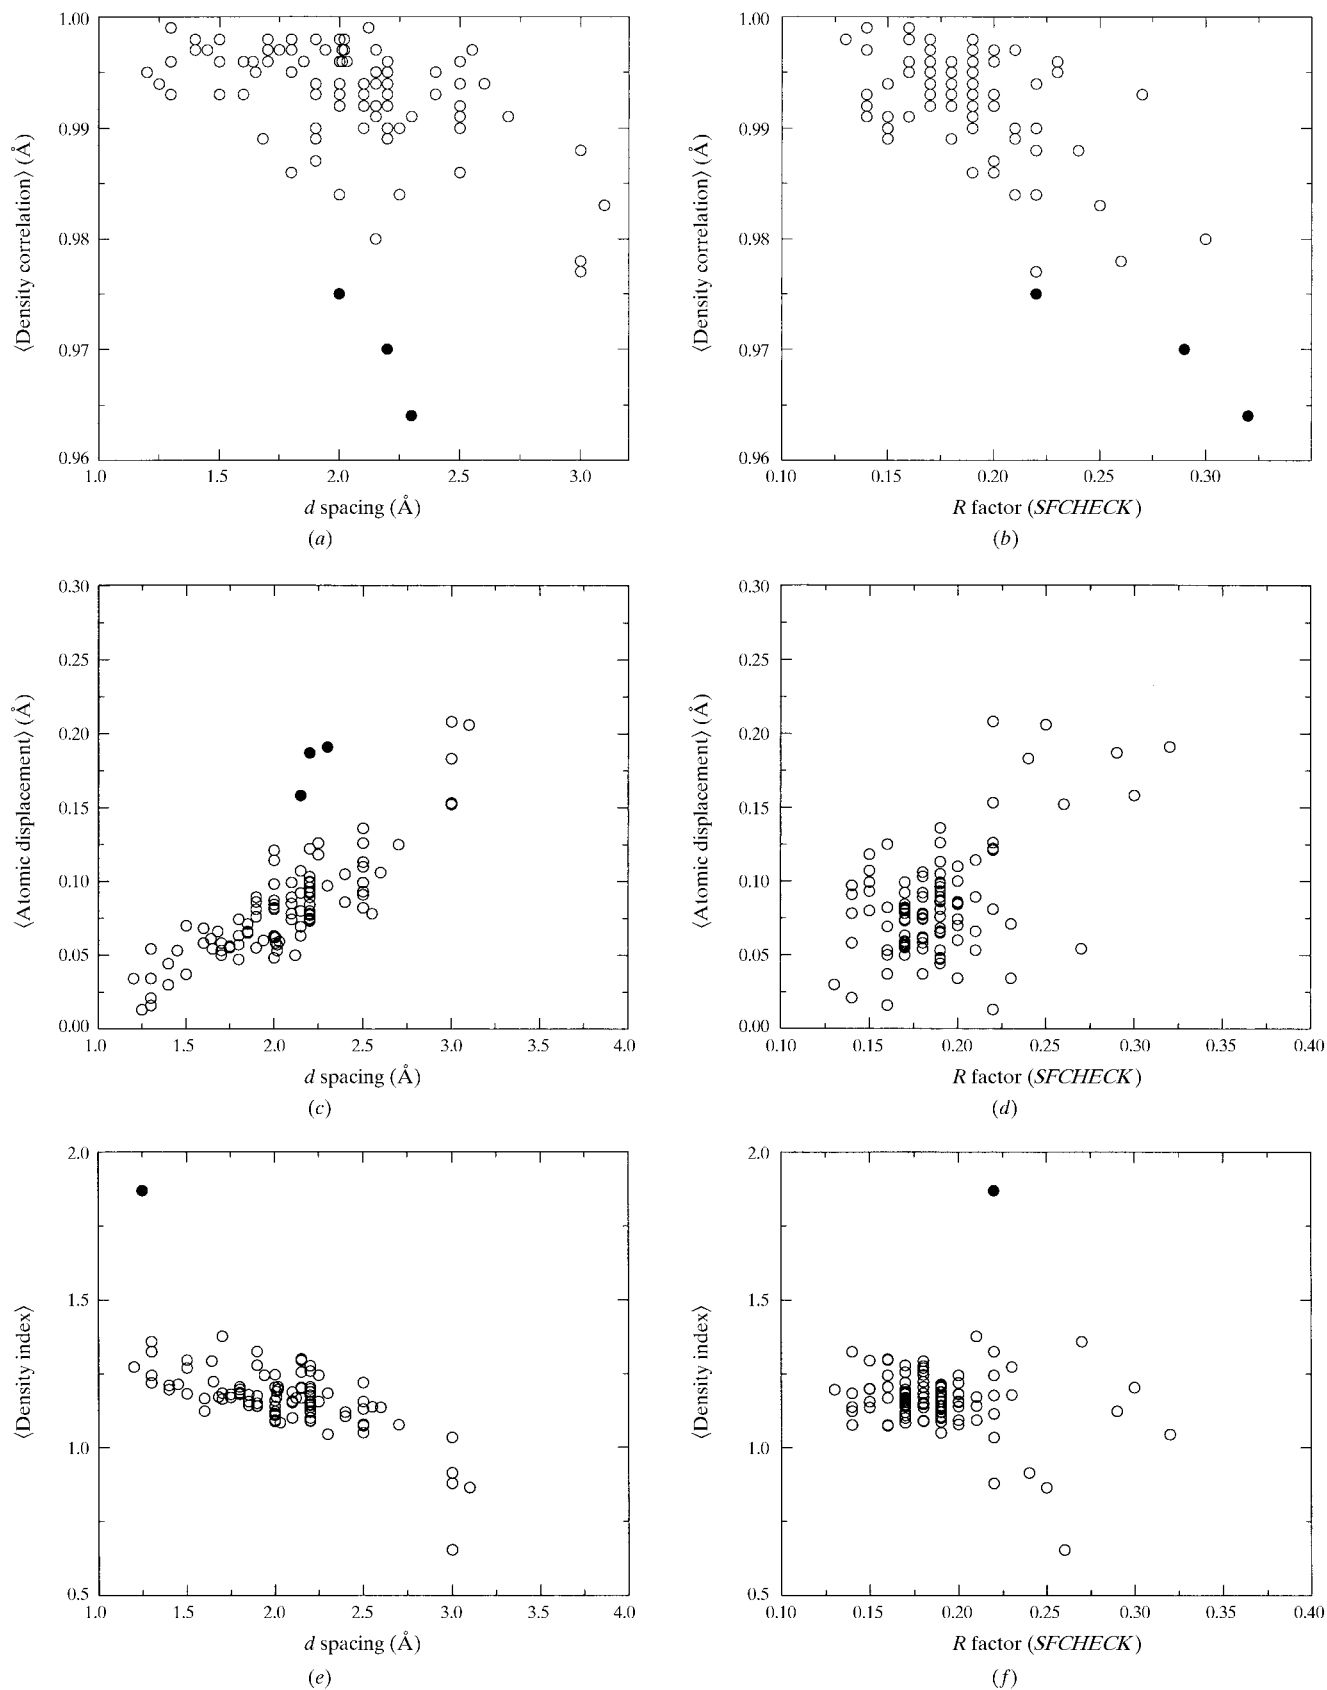 1.00
0.99
0.98
0.97
0.96
⟨Density correlation⟩ (Å)
1.0 1.5 2.0 2.5 3.0
d spacing (Å)
(a)
1.00
0.99
0.98
0.97
0.96
⟨Density correlation⟩ (Å)
0.10 0.15 0.20 0.25 0.30
R factor (SFCHECK)
(b)
0.30
0.25
0.20
0.15
0.10
0.05
0.00
⟨Atomic displacement⟩ (Å)
1.0 1.5 2.0 2.5 3.0 3.5 4.0
d spacing (Å)
(c)
0.30
0.25
0.20
0.15
0.10
0.05
0.00
⟨Atomic displacement⟩ (Å)
0.10 0.15 0.20 0.25 0.30 0.35 0.40
R factor (SFCHECK)
(d)
2.0
1.5
1.0
0.5
⟨Density index⟩
1.0 1.5 2.0 2.5 3.0 3.5 4.0
d spacing (Å)
(e)
2.0
1.5
1.0
0.5
⟨Density index⟩
0.10 0.15 0.20 0.25 0.30 0.35 0.40
R factor (SFCHECK)
(f)